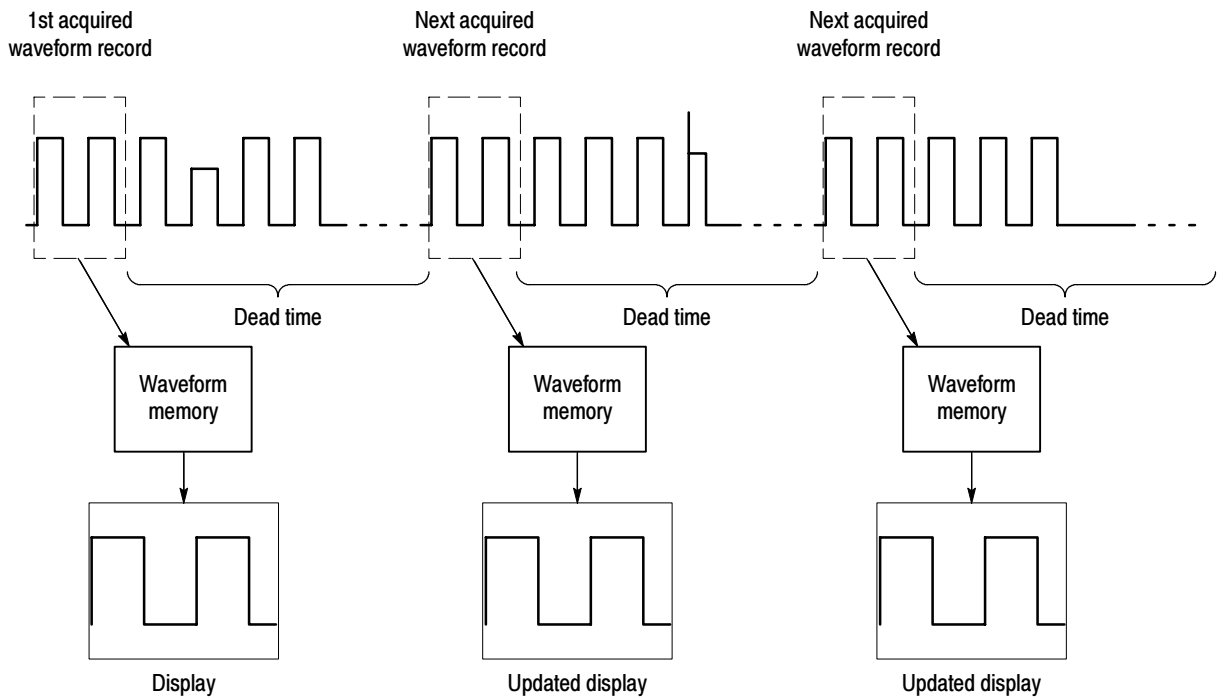 1st acquired
waveform record
Next acquired
waveform record
Next acquired
waveform record
Dead time
Dead time
Dead time
Waveform
memory
Waveform
memory
Waveform
memory
Display
Updated display
Updated display